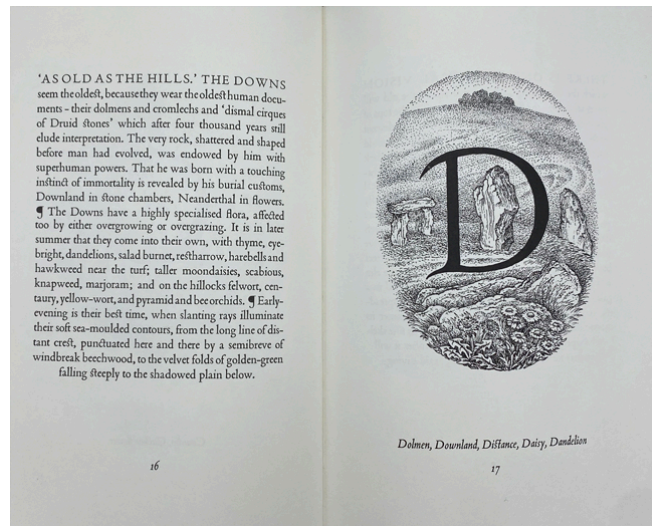 'AS OLD AS THE HILLS.' THE DOWNS
seem the oldest, because they wear the oldest human docu-
ments – their dolmens and cromlechs and 'dismal cirques
of Druid stones' which after four thousand years still
elude interpretation. The very rock, shattered and shaped
before man had evolved, was endowed by him with
superhuman powers. That he was born with a touching
instinct of immortality is revealed by his burial customs,
Downland in stone chambers, Neanderthal in flowers.
¶ The Downs have a highly specialised flora, affected
too by either overgrowing or overgrazing. It is in later
summer that they come into their own, with thyme, eye-
bright, dandelions, salad burnet, restharrow, harebells and
hawkweed near the turf; taller moondaisies, scabious,
knapweed, marjoram; and on the hillocks felwort, cen-
taury, yellow-wort, and pyramid and bee orchids. ¶ Early-
evening is their best time, when slanting rays illuminate
their soft sea-moulded contours, from the long line of dis-
tant crest, punctuated here and there by a semibreve of
windbreak beechwood, to the velvet folds of golden-green
falling steeply to the shadowed plain below.
16
D
Dolmen, Downland, Distance, Daisy, Dandelion
17